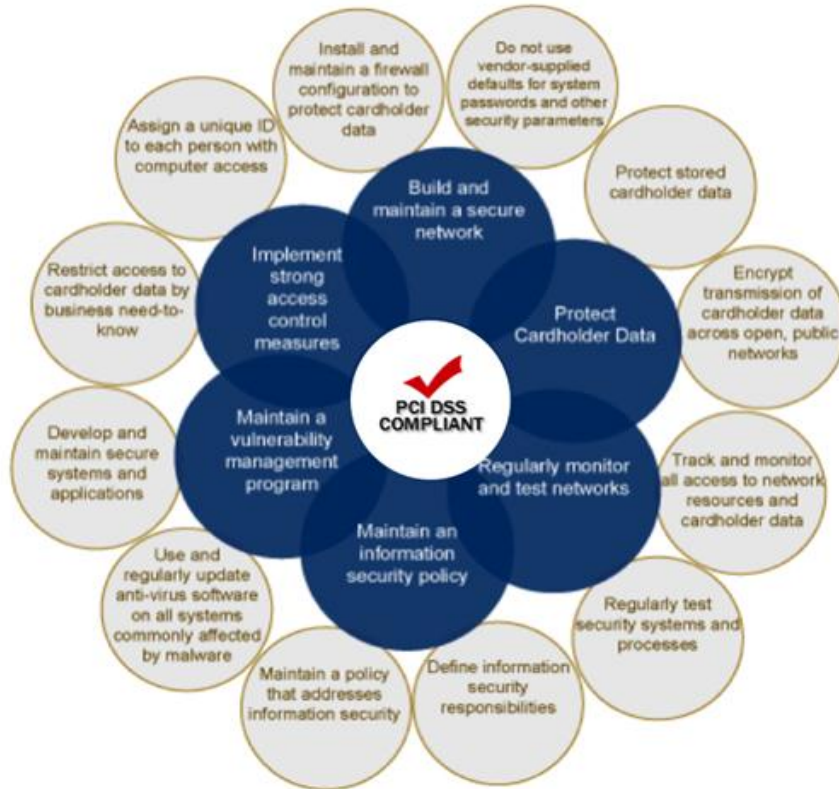 Install and
maintain a firewall
configuration to
protect cardholder
data
Do not use
vendor-supplied
defaults for system
passwords and other
security parameters
Protect stored
cardholder data
Encrypt
transmission of
cardholder data
across open, public
networks
Track and monitor
all access to network
resources and
cardholder data
Regularly test
security systems and
processes
Define information
security
responsibilities
Maintain a policy
that addresses
information security
Use and
regularly update
anti-virus software
on all systems
commonly affected
by malware
Develop and
maintain secure
systems and
applications
Restrict access to
cardholder data by
business need-to-
know
Assign a unique ID
to each person with
computer access
Build and
maintain a secure
network
Protect
Cardholder Data
Regularly monitor
and test networks
Maintain an
information
security policy
Maintain a
vulnerability
management
program
Implement
strong
access
control
measures
PCI DSS
COMPLIANT